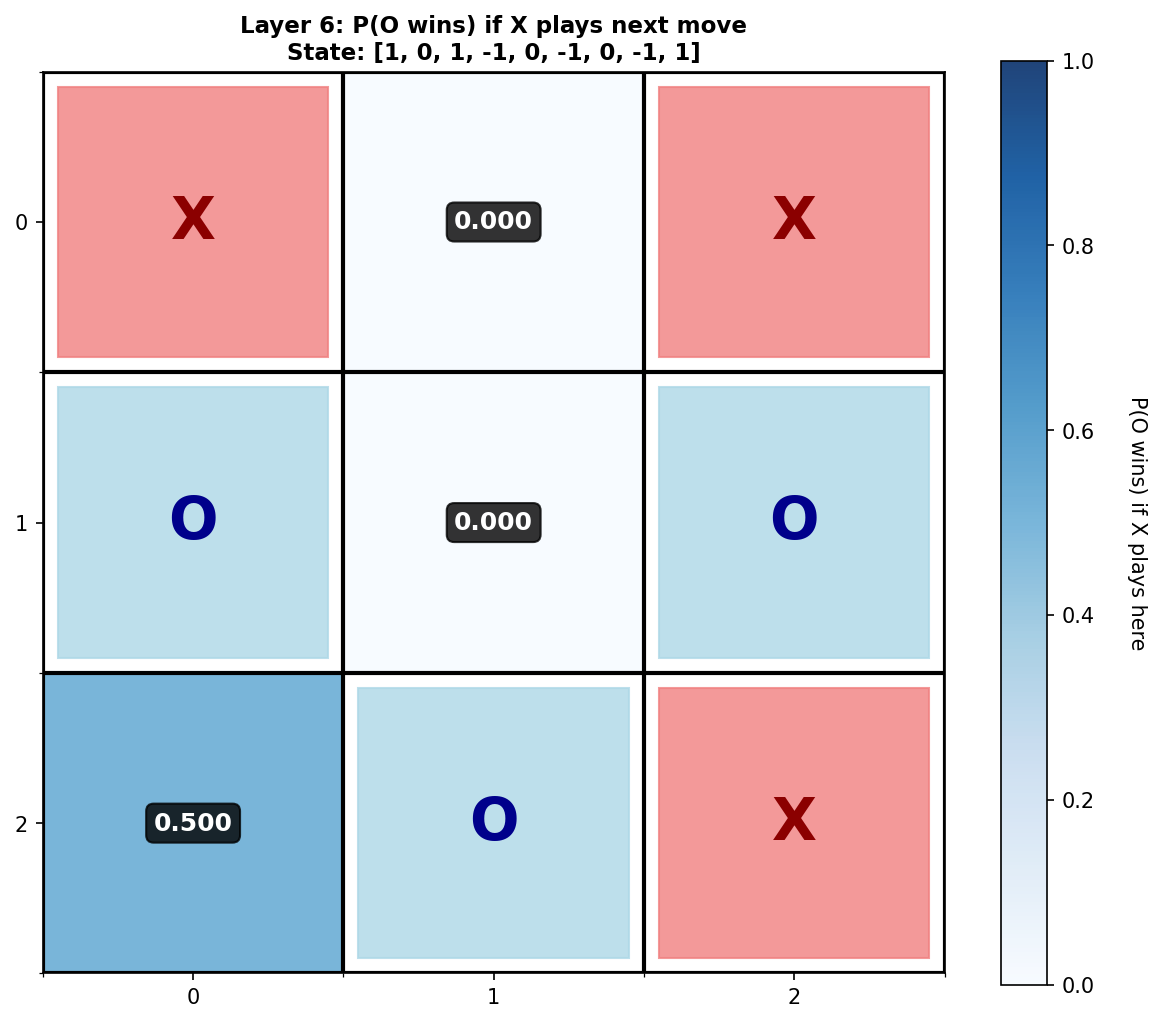 Layer 6: P(O wins) if X plays next move
State: [1, 0, 1, -1, 0, -1, 0, -1, 1]
0
X
0.000
X
1
O
0.000
O
2
0.500
O
X
0
1
2
1.0
0.8
0.6
0.4
0.2
0.0
P(O wins) if X plays here